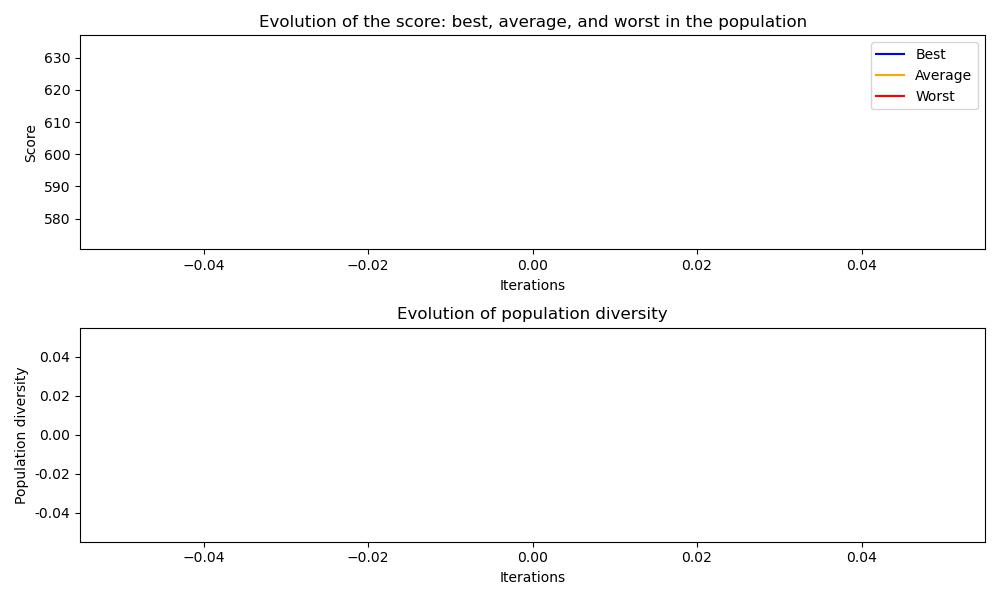 Evolution of the score: best, average, and worst in the population
Score
630
620
610
600
590
580
Best
Average
Worst
−0.04
−0.02
0.00
0.02
0.04
Iterations
Evolution of population diversity
Population diversity
0.04
0.02
0.00
-0.02
-0.04
−0.04
−0.02
0.00
0.02
0.04
Iterations